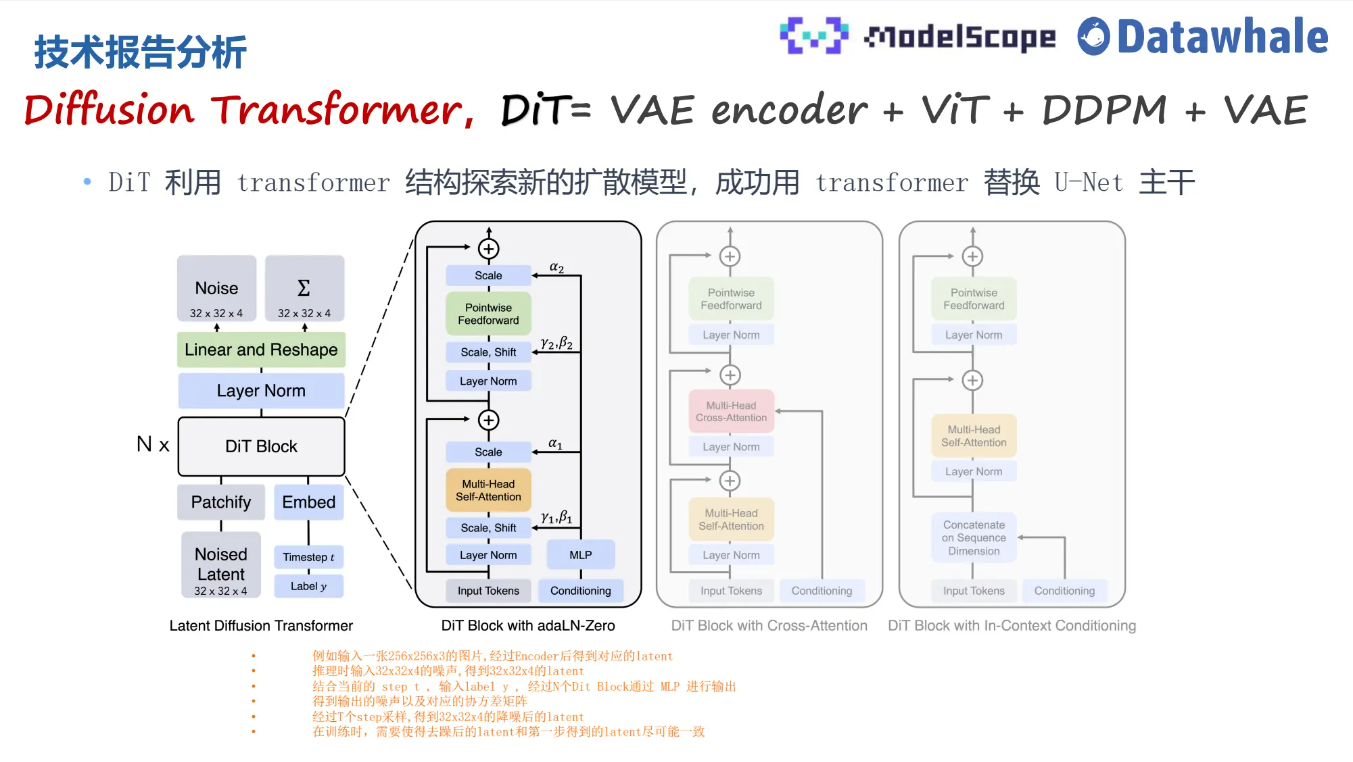 技术报告分析
ModelScope
Datawhale
Diffusion Transformer, DiT= VAE encoder + ViT + DDPM + VAE
• DiT 利用 transformer 结构探索新的扩散模型，成功用 transformer 替换 U-Net 主干
Noise
32 x 32 x 4
Σ
32 x 32 x 4
Linear and Reshape
Layer Norm
N x
DiT Block
Patchify
Embed
Noised
Latent
32 x 32 x 4
Timestep t
Label y
Latent Diffusion Transformer
Scale
α₂
Pointwise
Feedforward
Scale, Shift
γ₂,β₂
Layer Norm
Scale
α₁
Multi-Head
Self-Attention
Scale, Shift
γ₁,β₁
Layer Norm
MLP
Input Tokens
Conditioning
DiT Block with adaLN-Zero
Pointwise
Feedforward
Layer Norm
Multi-Head
Cross-Attention
Layer Norm
Multi-Head
Self-Attention
Layer Norm
Input Tokens
Conditioning
DiT Block with Cross-Attention
Pointwise
Feedforward
Layer Norm
Multi-Head
Self-Attention
Layer Norm
Concatenate
on Sequence
Dimension
Input Tokens
Conditioning
DiT Block with In-Context Conditioning
• 例如输入一张256x256x3的图片,经过Encoder后得到对应的latent
• 推理时输入32x32x4的噪声,得到32x32x4的latent
• 结合当前的 step t , 输入label y , 经过N个Dit Block通过 MLP 进行输出
• 得到输出的噪声以及对应的协方差矩阵
• 经过T个step采样,得到32x32x4的降噪后的latent
• 在训练时，需要使得去躁后的latent和第一步得到的latent尽可能一致